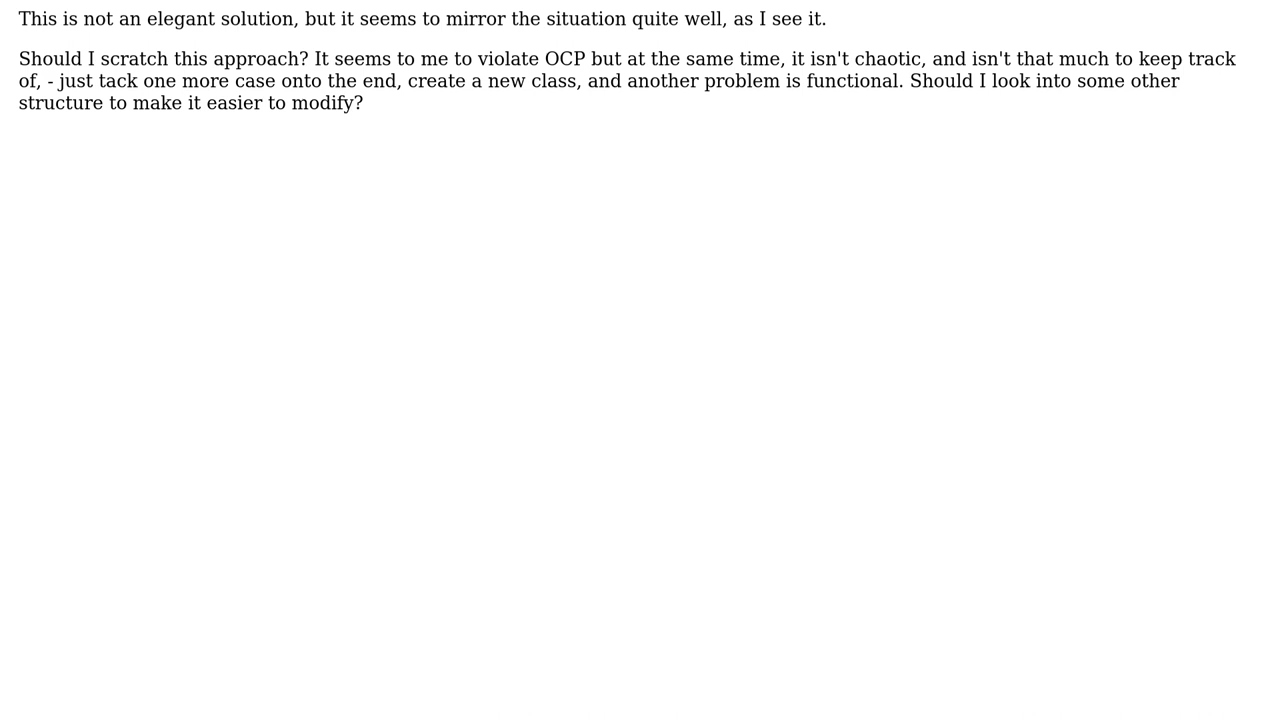 This is not an elegant solution, but it seems to mirror the situation quite well, as I see it.
Should I scratch this approach? It seems to me to violate OCP but at the same time, it isn't chaotic, and isn't that much to keep track
of, - just tack one more case onto the end, create a new class, and another problem is functional. Should I look into some other
structure to make it easier to modify?